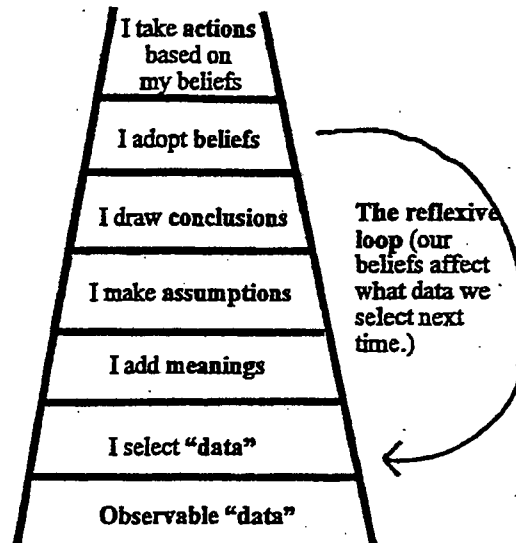 I take actions
based on
my beliefs
I adopt beliefs
I draw conclusions
The reflexive
loop (our
beliefs affect
what data we
select next
time.)
I make assumptions
I add meanings
I select “data”
Observable “data”